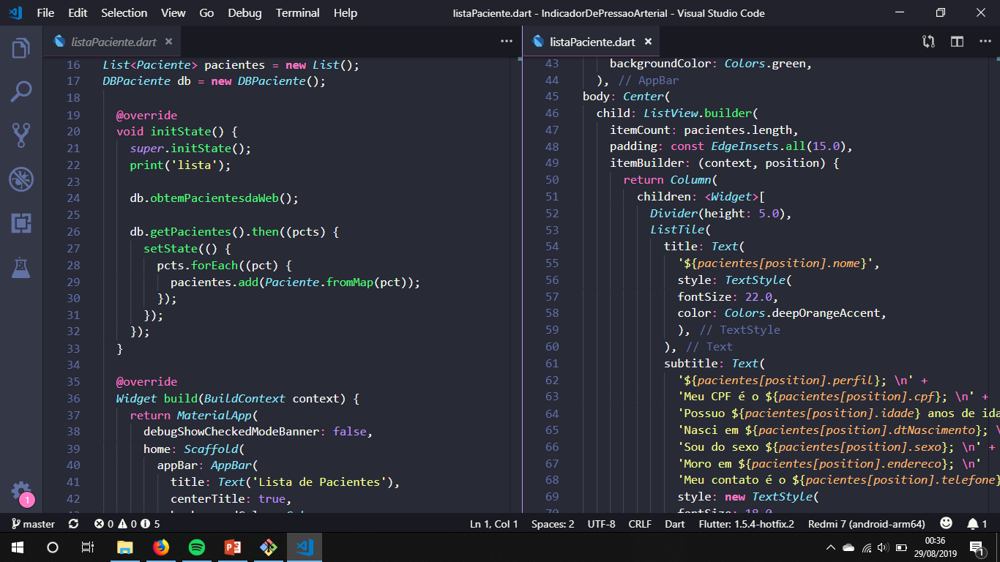 File Edit Selection View Go Debug Terminal Help listaPaciente.dart - IndicadorDePressaoArterial - Visual Studio Code
listaPaciente.dart
16 List<Paciente> pacientes = new List();
17 DBPaciente db = new DBPaciente();
18
19 @override
20 void initState() {
21 super.initState();
22 print('lista');
23
24 db.obtemPacientesdaWeb();
25
26 db.getPacientes().then((pcts) {
27 setState(() {
28 pcts.forEach((pct) {
29 pacientes.add(Paciente.fromMap(pct));
30 });
31 });
32 });
33 }
34
35 @override
36 Widget build(BuildContext context) {
37 return MaterialApp(
38 debugShowCheckedModeBanner: false,
39 home: Scaffold(
40 appBar: AppBar(
41 title: Text('Lista de Pacientes'),
42 centerTitle: true,
listaPaciente.dart
43 backgroundColor: Colors.green,
44 ), // AppBar
45 body: Center(
46 child: ListView.builder(
47 itemCount: pacientes.length,
48 padding: const EdgeInsets.all(15.0),
49 itemBuilder: (context, position) {
50 return Column(
51 children: <Widget>[
52 Divider(height: 5.0),
53 ListTile(
54 title: Text(
55 '${pacientes[position].nome}',
56 style: TextStyle(
57 fontSize: 22.0,
58 color: Colors.deepOrangeAccent,
59 ), // TextStyle
60 ), // Text
61 subtitle: Text(
62 '${pacientes[position].perfil}; \n' +
63 'Meu CPF é o ${pacientes[position].cpf}; \n' +
64 'Possuo ${pacientes[position].idade} anos de ida
65 'Nasci em ${pacientes[position].dtNascimento}; \
66 'Sou do sexo ${pacientes[position].sexo}; \n' +
67 'Moro em ${pacientes[position].endereco}; \n'
68 'Meu contato é o ${pacientes[position].telefone}
69 style: new TextStyle(
70 fontSize: 18.0
1
master 0 0 5 Ln 1, Col 1 Spaces: 2 UTF-8 CRLF Dart Flutter: 1.5.4-hotfix.2 Redmi 7 (android-arm64) 1
00:36
29/08/2019
1